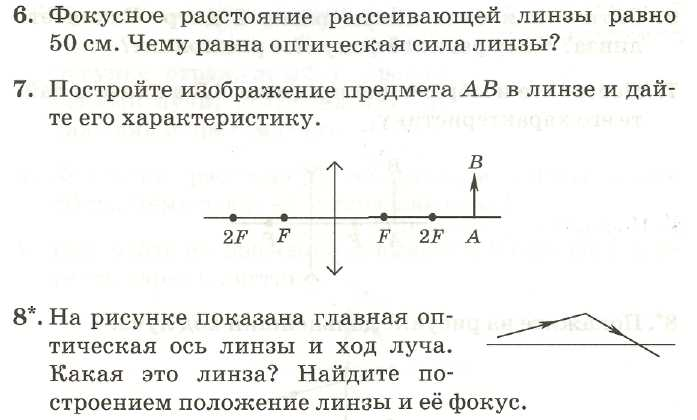 6. Фокусное расстояние рассеивающей линзы равно
50 см. Чему равна оптическая сила линзы?
7. Постройте изображение предмета AB в линзе и дай-
те его характеристику.
B
2F F F 2F A
8*. На рисунке показана главная оп-
тическая ось линзы и ход луча.
Какая это линза? Найдите по-
строением положение линзы и её фокус.